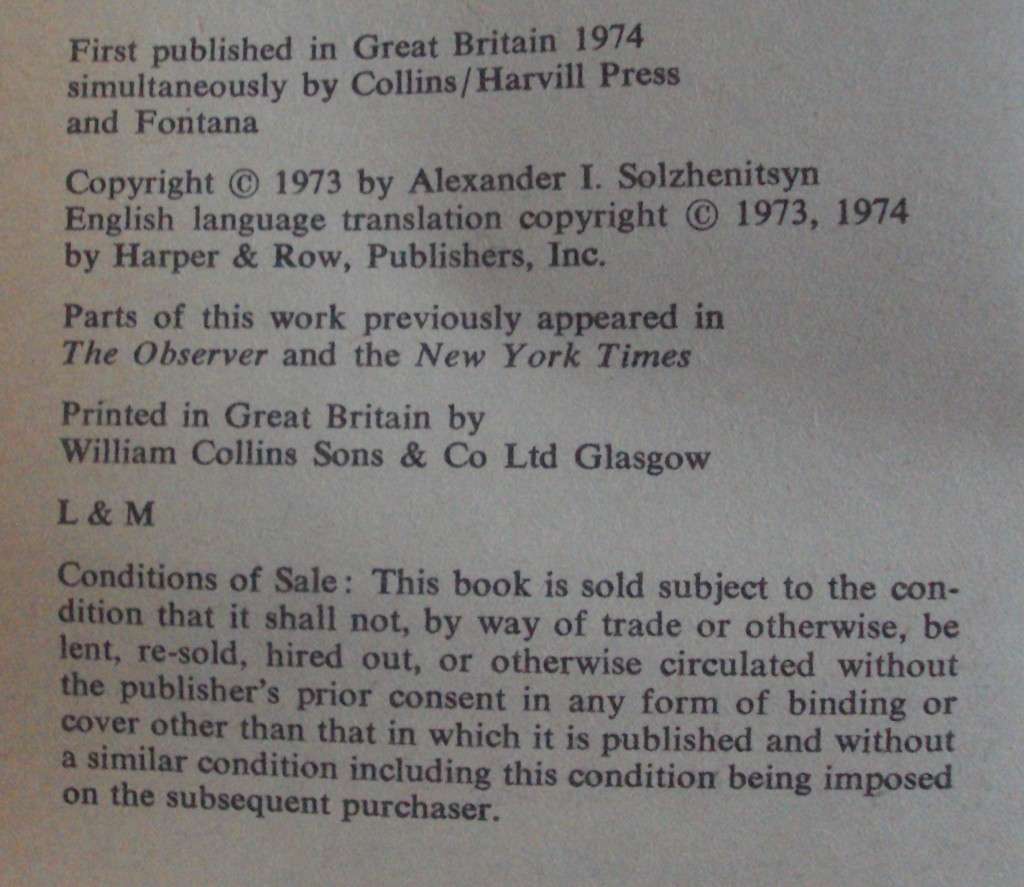 First published in Great Britain 1974
simultaneously by Collins/Harvill Press
and Fontana
Copyright © 1973 by Alexander I. Solzhenitsyn
English language translation copyright © 1973, 1974
by Harper & Row, Publishers, Inc.
Parts of this work previously appeared in
The Observer and the New York Times
Printed in Great Britain by
William Collins Sons & Co Ltd Glasgow
L & M
Conditions of Sale: This book is sold subject to the con-
dition that it shall not, by way of trade or otherwise, be
lent, re-sold, hired out, or otherwise circulated without
the publisher's prior consent in any form of binding or
cover other than that in which it is published and without
a similar condition including this condition being imposed
on the subsequent purchaser.